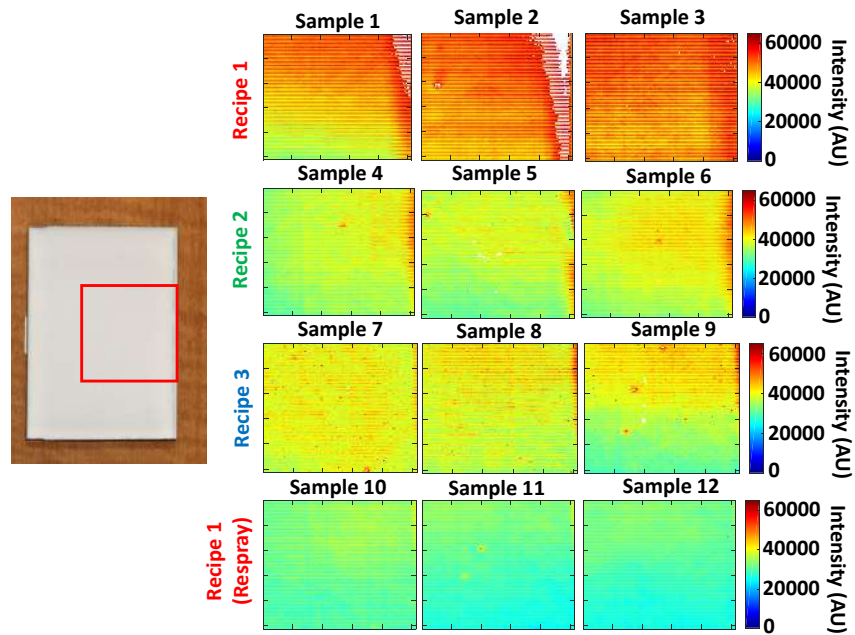 Sample 1 Sample 2 Sample 3
Recipe 1
60000
40000
20000
0
Intensity (AU)
Sample 4 Sample 5 Sample 6
Recipe 2
60000
40000
20000
0
Intensity (AU)
Sample 7 Sample 8 Sample 9
Recipe 3
60000
40000
20000
0
Intensity (AU)
Sample 10 Sample 11 Sample 12
Recipe 1
(Respray)
60000
40000
20000
0
Intensity (AU)